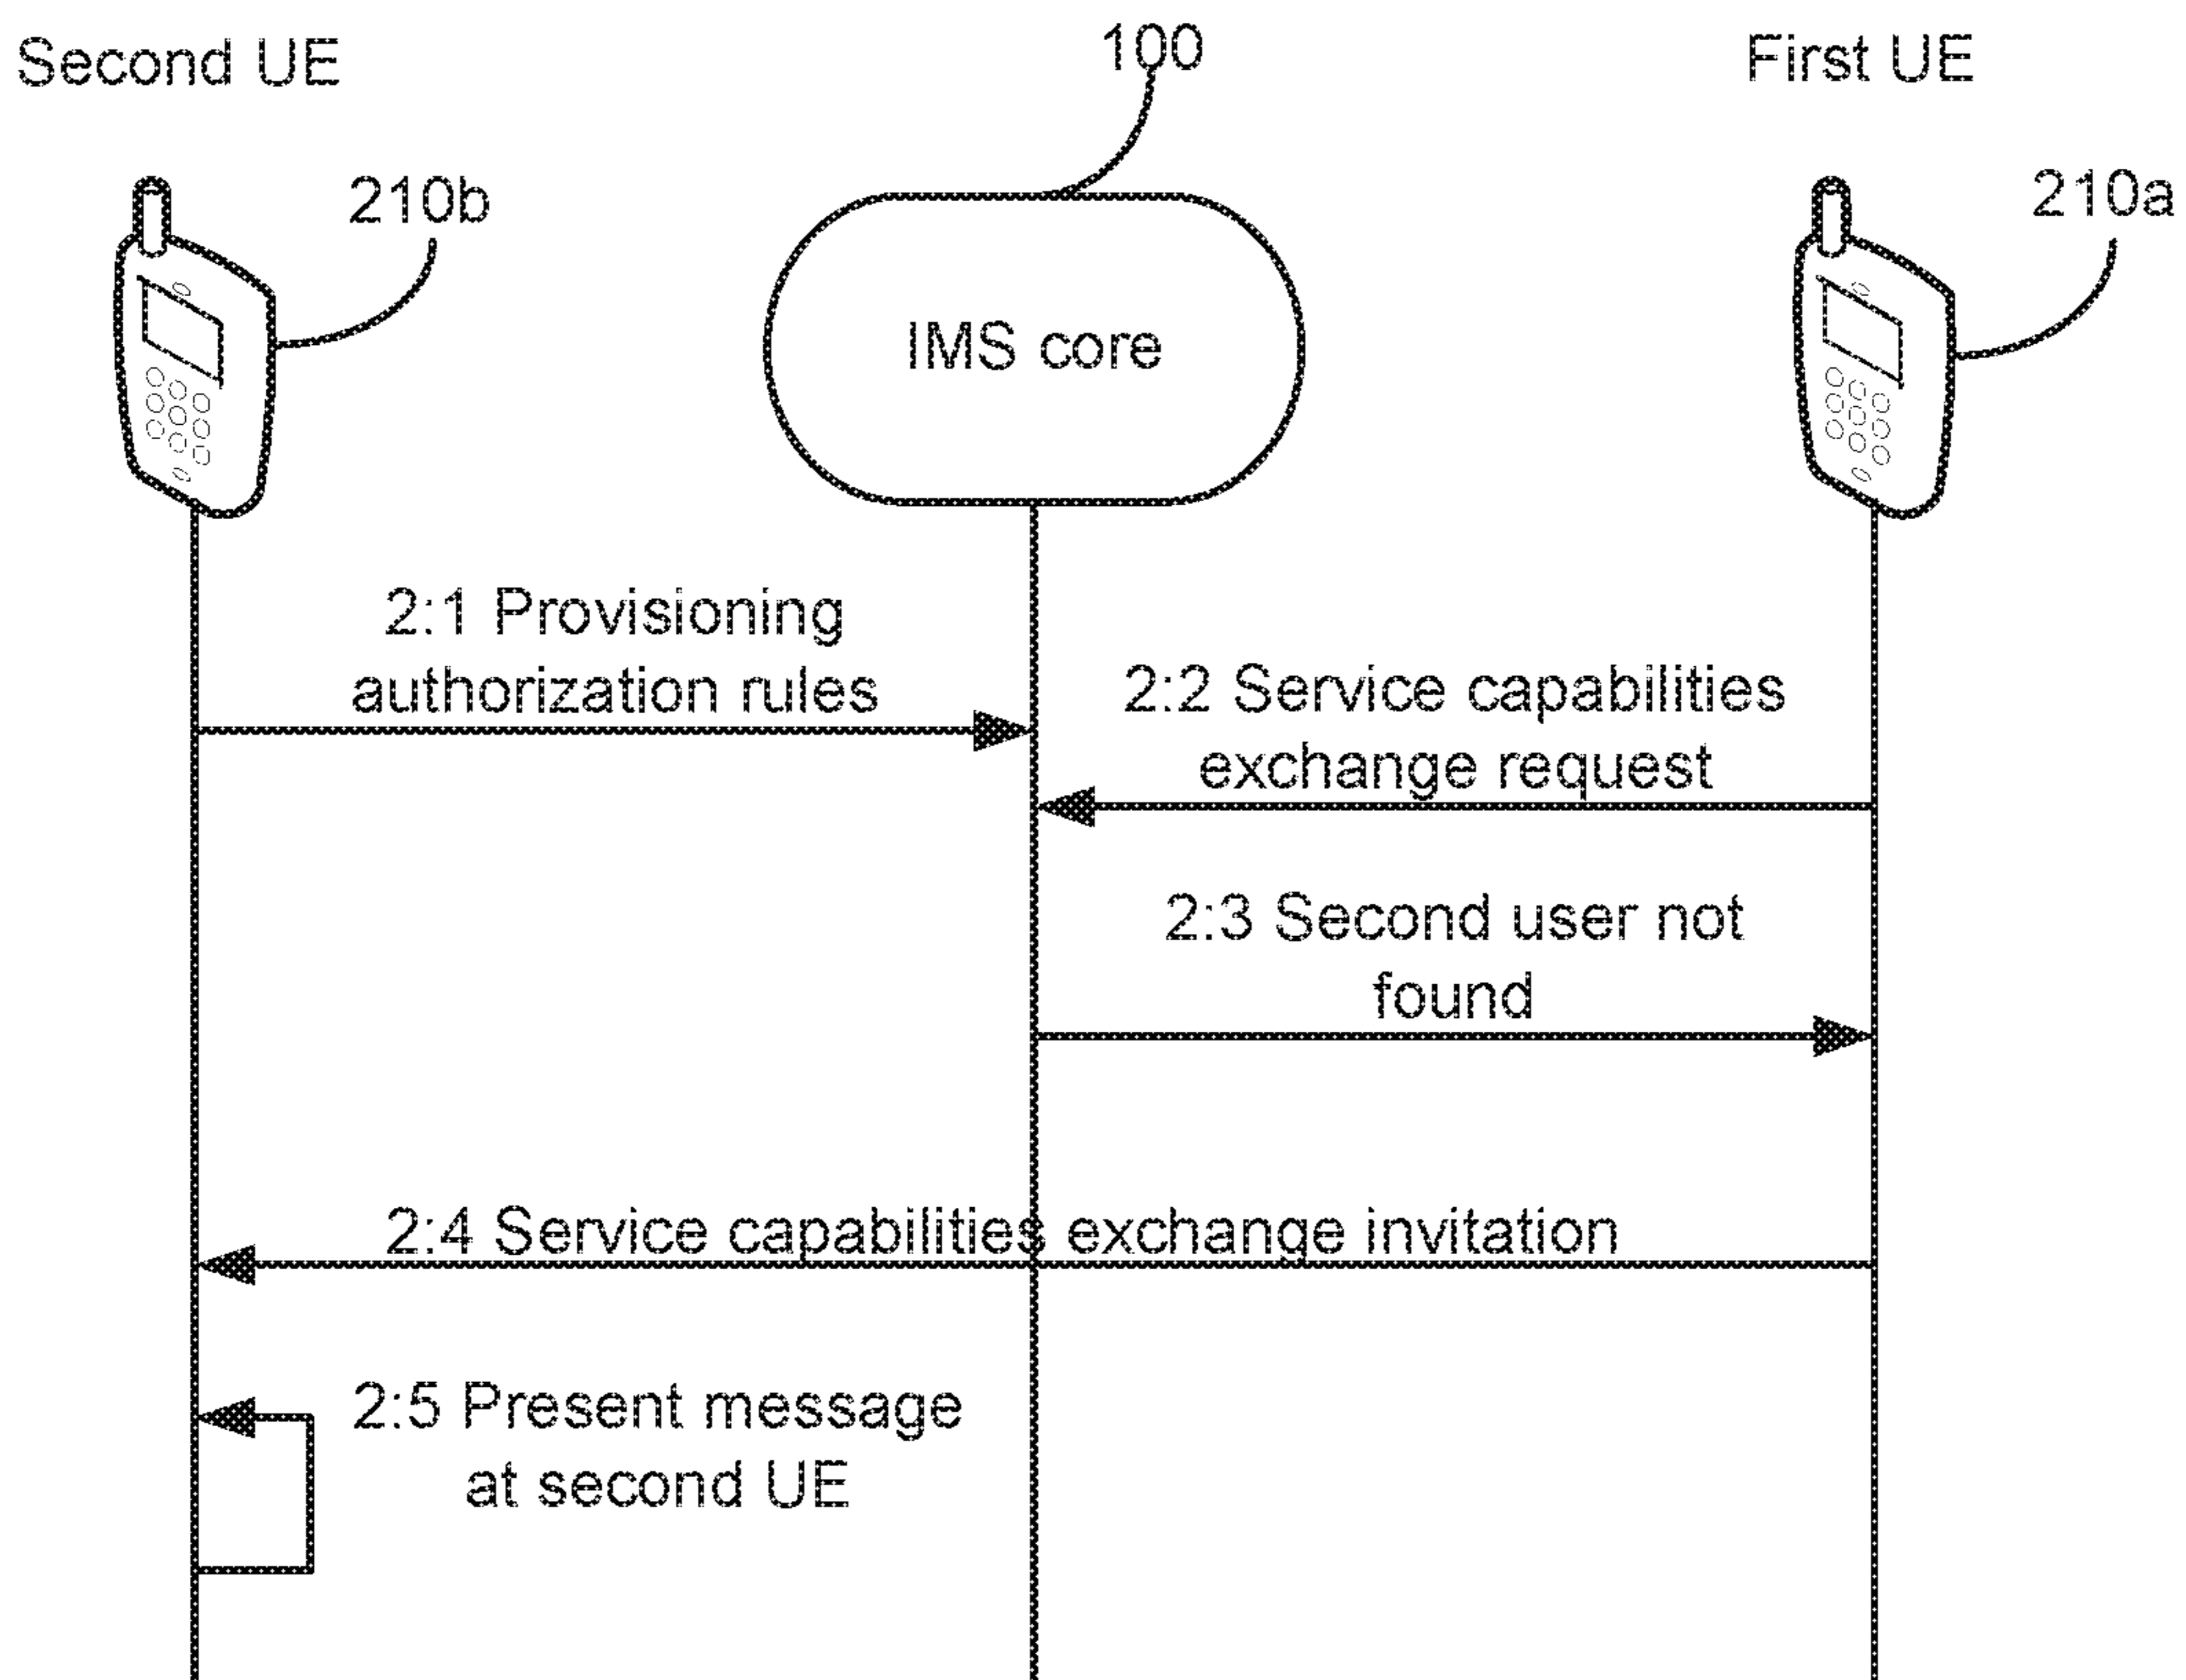 Second UE
100
First UE
210b
210a
IMS core
2:1 Provisioning
authorization rules
2:2 Service capabilities
exchange request
2:3 Second user not
found
2:4 Service capabilities exchange invitation
2:5 Present message
at second UE